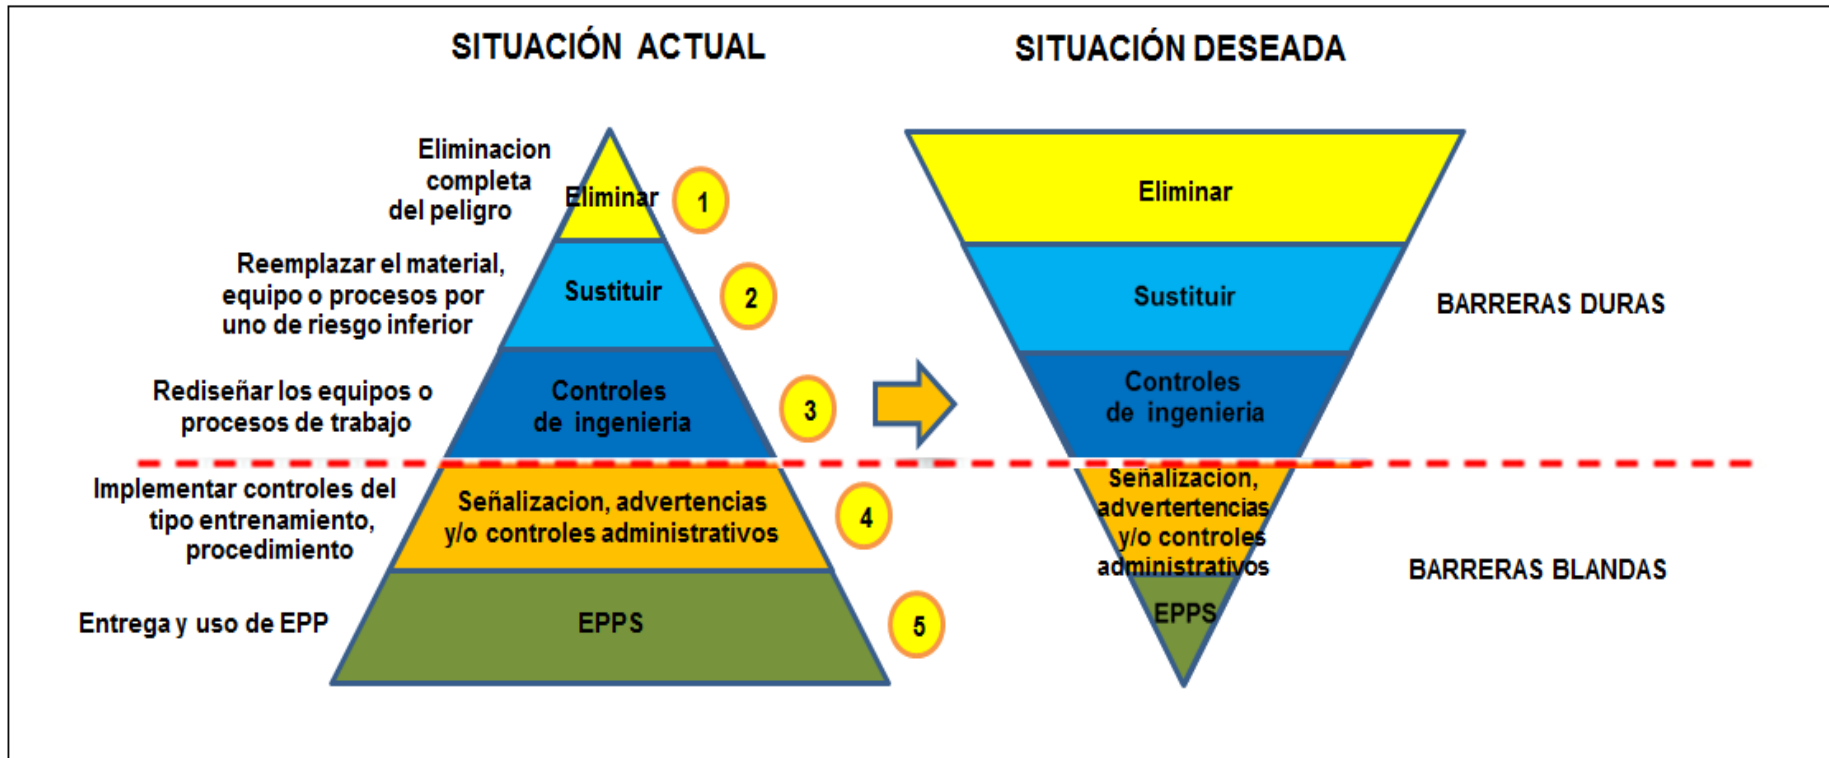 SITUACIÓN ACTUAL
SITUACIÓN DESEADA
Eliminacion
completa
del peligro
Eliminar
1
Reemplazar el material,
equipo o procesos por
uno de riesgo inferior
Sustituir
2
Rediseñar los equipos o
procesos de trabajo
Controles
de ingenieria
3
Implementar controles del
tipo entrenamiento,
procedimiento
Señalizacion, advertencias
y/o controles administrativos
4
Entrega y uso de EPP
EPPS
5
Eliminar
Sustituir
Controles
de ingenieria
Señalizacion,
advertertencias
y/o controles
administrativos
EPPS
BARRERAS DURAS
BARRERAS BLANDAS